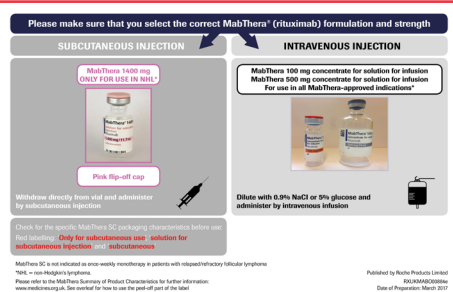 Please make sure that you select the correct MabThera® (rituximab) formulation and strength
SUBCUTANEOUS INJECTION
MabThera 1400 mg
ONLY FOR USE IN NHL*
MabThera®
Pink flip-off cap
Withdraw directly from vial and administer
by subcutaneous injection
Check for the specific MabThera SC packaging characteristics before use:
Red labelling: Only for subcutaneous use, solution for
subcutaneous injection and subcutaneous
INTRAVENOUS INJECTION
MabThera 100 mg concentrate for solution for infusion
MabThera 500 mg concentrate for solution for infusion
For use in all MabThera-approved indications*
Dilute with 0.9% NaCl or 5% glucose and
administer by intravenous infusion
MabThera SC is not indicated as once-weekly monotherapy in patients with relapsed/refractory follicular lymphoma
*NHL = non-Hodgkin's lymphoma.
Please refer to the MabThera Summary of Product Characteristics for further information:
www.medicines.org.uk. See overleaf for how to use the peel-off part of the label
Published by Roche Products Limited
Date of Preparation: March 2017